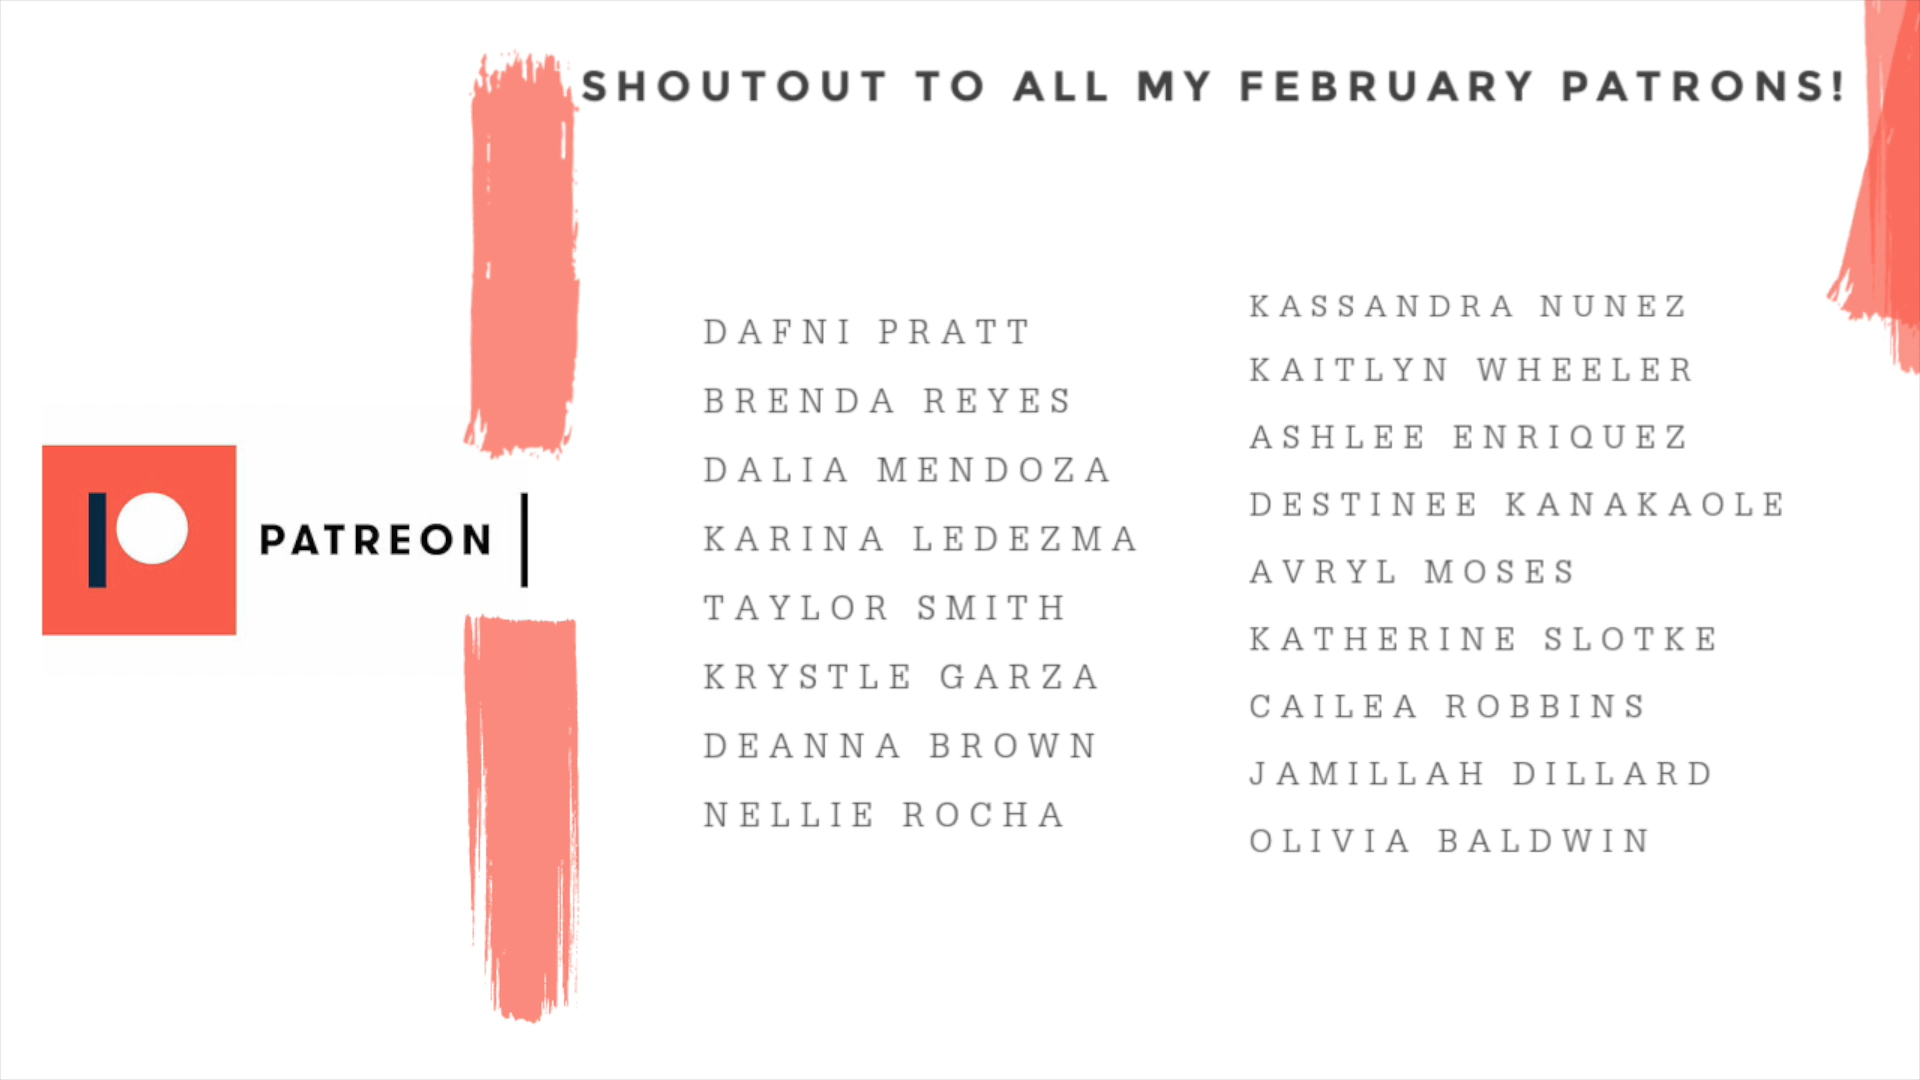 SHOUTOUT TO ALL MY FEBRUARY PATRONS!
PATREON
DAFNI PRATT
BRENDA REYES
DALIA MENDOZA
KARINA LEDEZMA
TAYLOR SMITH
KRYSTLE GARZA
DEANNA BROWN
NELLIE ROCHA
KASSANDRA NUNEZ
KAITLYN WHEELER
ASHLEE ENRIQUEZ
DESTINEE KANAKAOLE
AVRYL MOSES
KATHERINE SLOTKE
CAILEA ROBBINS
JAMILLAH DILLARD
OLIVIA BALDWIN